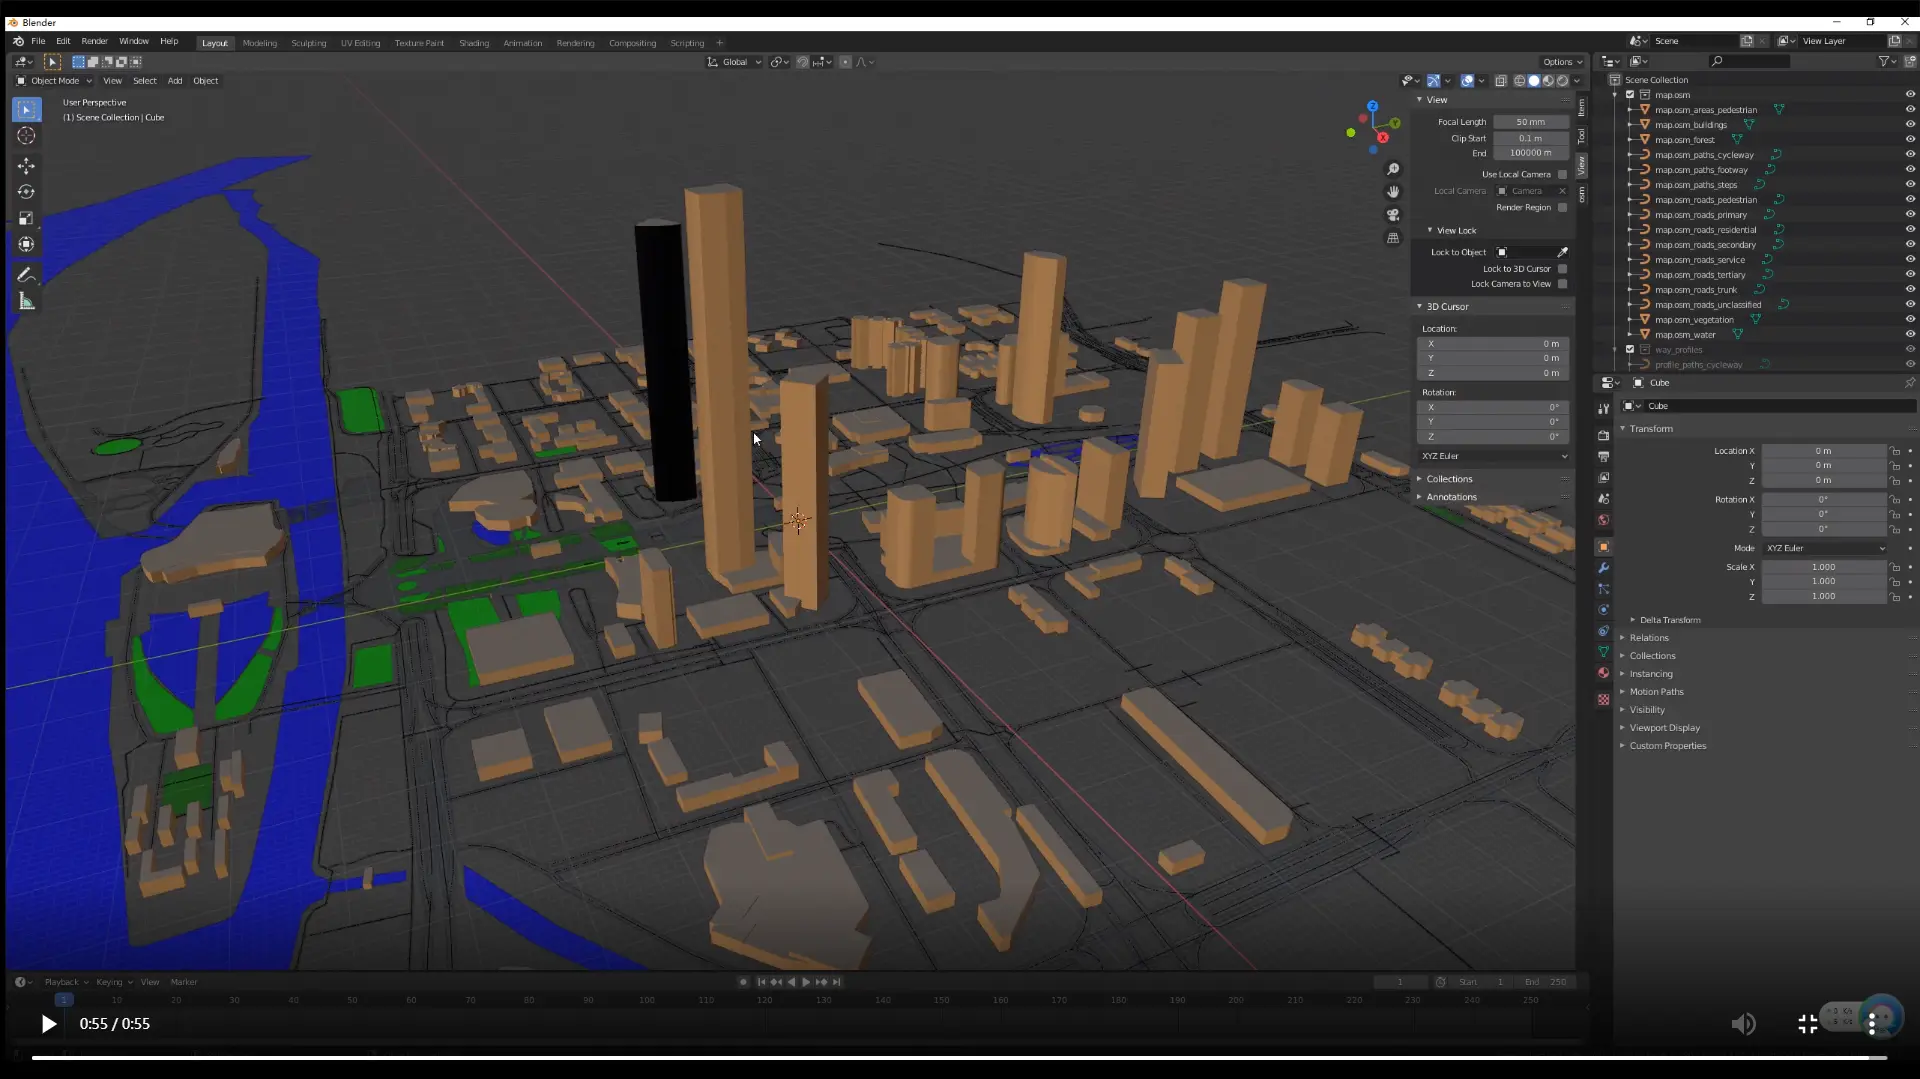 Blender
File Edit Render Window Help
Layout Modeling Sculpting UV Editing Texture Paint Shading Animation Rendering Compositing Scripting +
Scene
View Layer
Global
Options
Object Mode View Select Add Object
User Perspective
(1) Scene Collection | Cube
Z
Y
X
View
Focal Length 50 mm
Clip Start 0.1 m
End 100000 m
Use Local Camera
Local Camera Camera
Render Region
View Lock
Lock to Object
Lock to 3D Cursor
Lock Camera to View
3D Cursor
Location:
X 0 m
Y 0 m
Z 0 m
Rotation:
X 0°
Y 0°
Z 0°
XYZ Euler
Collections
Annotations
Item
Tool
View
osm
Scene Collection
map.osm
map.osm_areas_pedestrian
map.osm_buildings
map.osm_forest
map.osm_paths_cycleway
map.osm_paths_footway
map.osm_paths_steps
map.osm_roads_pedestrian
map.osm_roads_primary
map.osm_roads_residential
map.osm_roads_secondary
map.osm_roads_service
map.osm_roads_tertiary
map.osm_roads_trunk
map.osm_roads_unclassified
map.osm_vegetation
map.osm_water
way_profiles
profile_paths_cycleway
Cube
Cube
Transform
Location X 0 m
Y 0 m
Z 0 m
Rotation X 0°
Y 0°
Z 0°
Mode XYZ Euler
Scale X 1.000
Y 1.000
Z 1.000
Delta Transform
Relations
Collections
Instancing
Motion Paths
Visibility
Viewport Display
Custom Properties
Playback Keying View Marker
1 Start 1 End 250
1 10 20 30 40 50 60 70 80 90 100 110 120 130 140 150 160 170 180 190 200 210 220 230 240 250
0:55 / 0:55